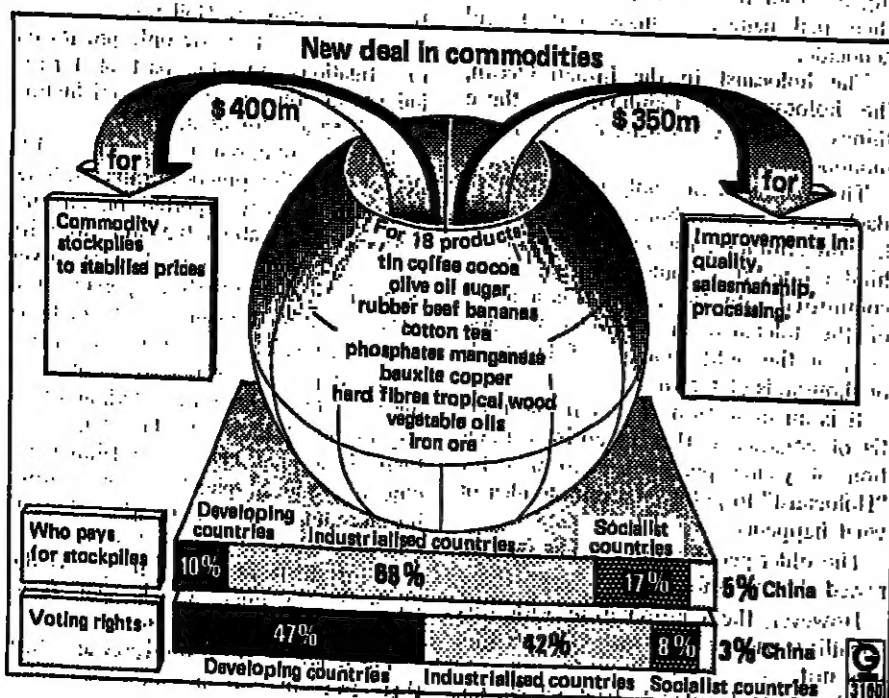 New deal in commodities
$400m
$350m
for
for
Commodity
stockpiles
to stabilise prices
For 18 products
tin coffee cocoa
olive oil sugar
rubber beef bananas
cotton tea
phosphates manganese
bauxite copper
hard fibres tropical wood
vegetable oils
iron ore
Improvements in:
quality,
salesmanship,
processing.
Who pays
for stockpiles
Developing
countries
Industrialised countries
Socialist
countries
10% 68% 17% 5% China
Voting rights
47% 42% 8% 3% China
Developing countries Industrialised countries Socialist countries
G